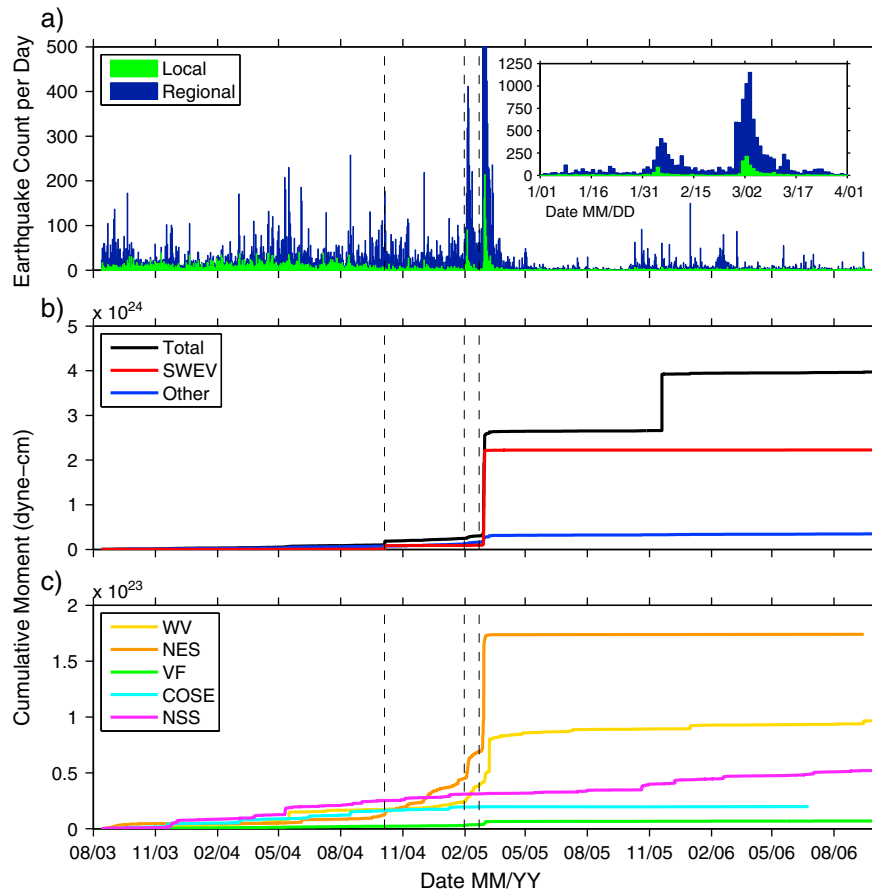 a)
Earthquake Count per Day
500
400
300
200
100
0
Local
Regional
1250
1000
750
500
250
0
1/01 1/16 1/31 2/15 3/02 3/17 4/01
Date MM/DD
b)
x 10^24
5
4
3
2
1
0
Total
SWEV
Other
Cumulative Moment (dyne−cm)
c)
x 10^23
2
1.5
1
0.5
0
WV
NES
VF
COSE
NSS
08/03 11/03 02/04 05/04 08/04 11/04 02/05 05/05 08/05 11/05 02/06 05/06 08/06
Date MM/YY